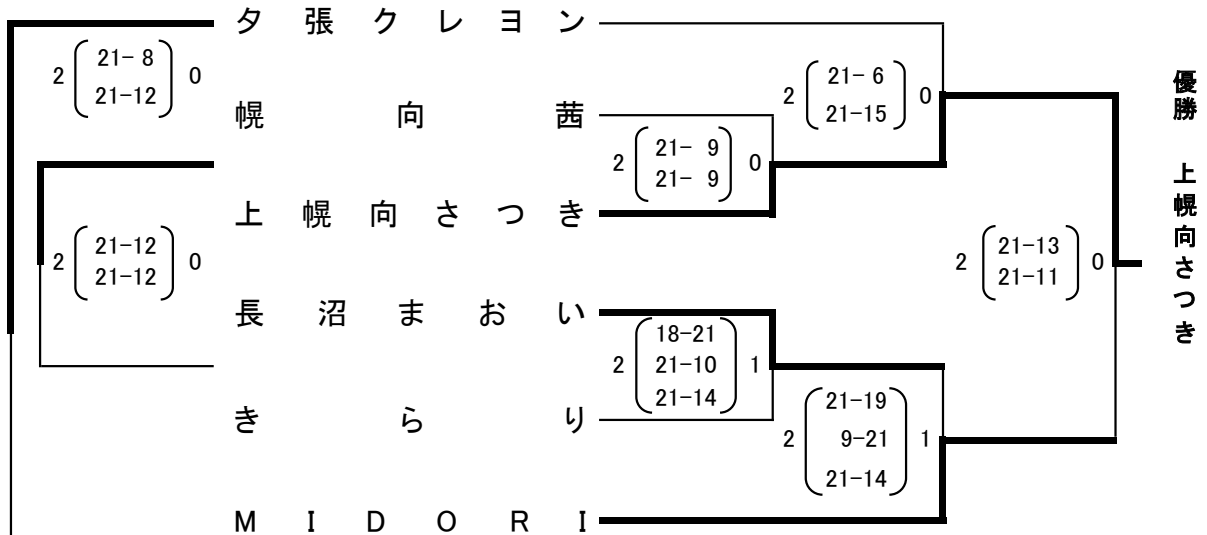 夕張クレヨン
2 21- 8 0
21-12
2 21- 6 0
21-15
幌向茜
2 21- 9 0
21- 9
上幌向さつき
2 21-12 0
21-12
2 21-13 0
21-11
優勝 上幌向さつき
長沼まおい
18-21
2 21-10 1
21-14
きらり
21-19
2 9-21 1
21-14
MIDORI